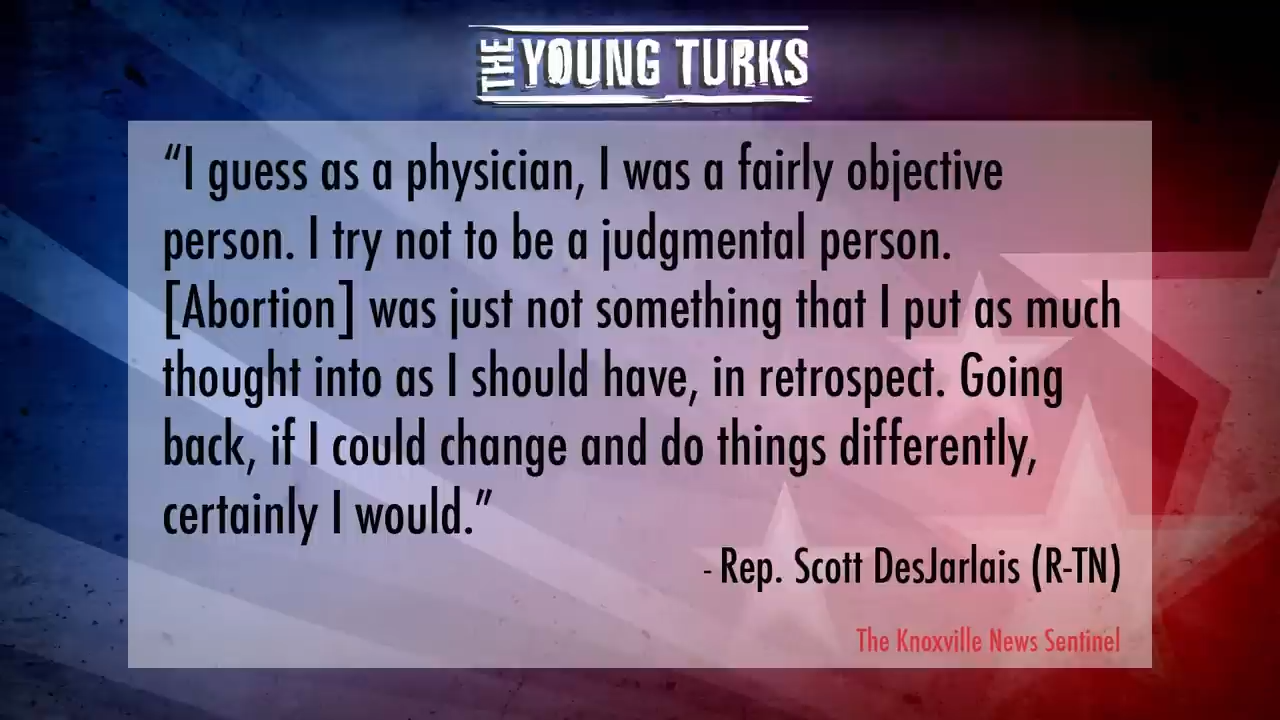 THE YOUNG TURKS
“I guess as a physician, I was a fairly objective
person. I try not to be a judgmental person.
[Abortion] was just not something that I put as much
thought into as I should have, in retrospect. Going
back, if I could change and do things differently,
certainly I would.”
- Rep. Scott DesJarlais (R-TN)
The Knoxville News Sentinel